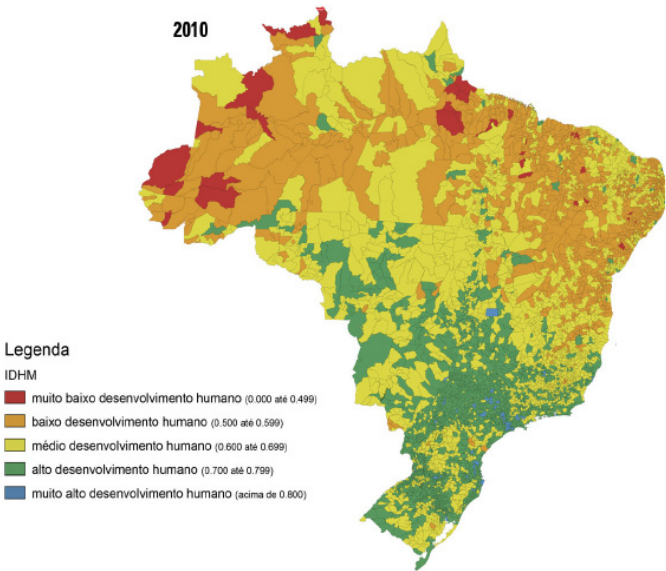 2010
Legenda
IDHM
muito baixo desenvolvimento humano (0.000 até 0.499)
baixo desenvolvimento humano (0.500 até 0.599)
médio desenvolvimento humano (0.600 até 0.699)
alto desenvolvimento humano (0.700 até 0.799)
muito alto desenvolvimento humano (acima de 0.800)